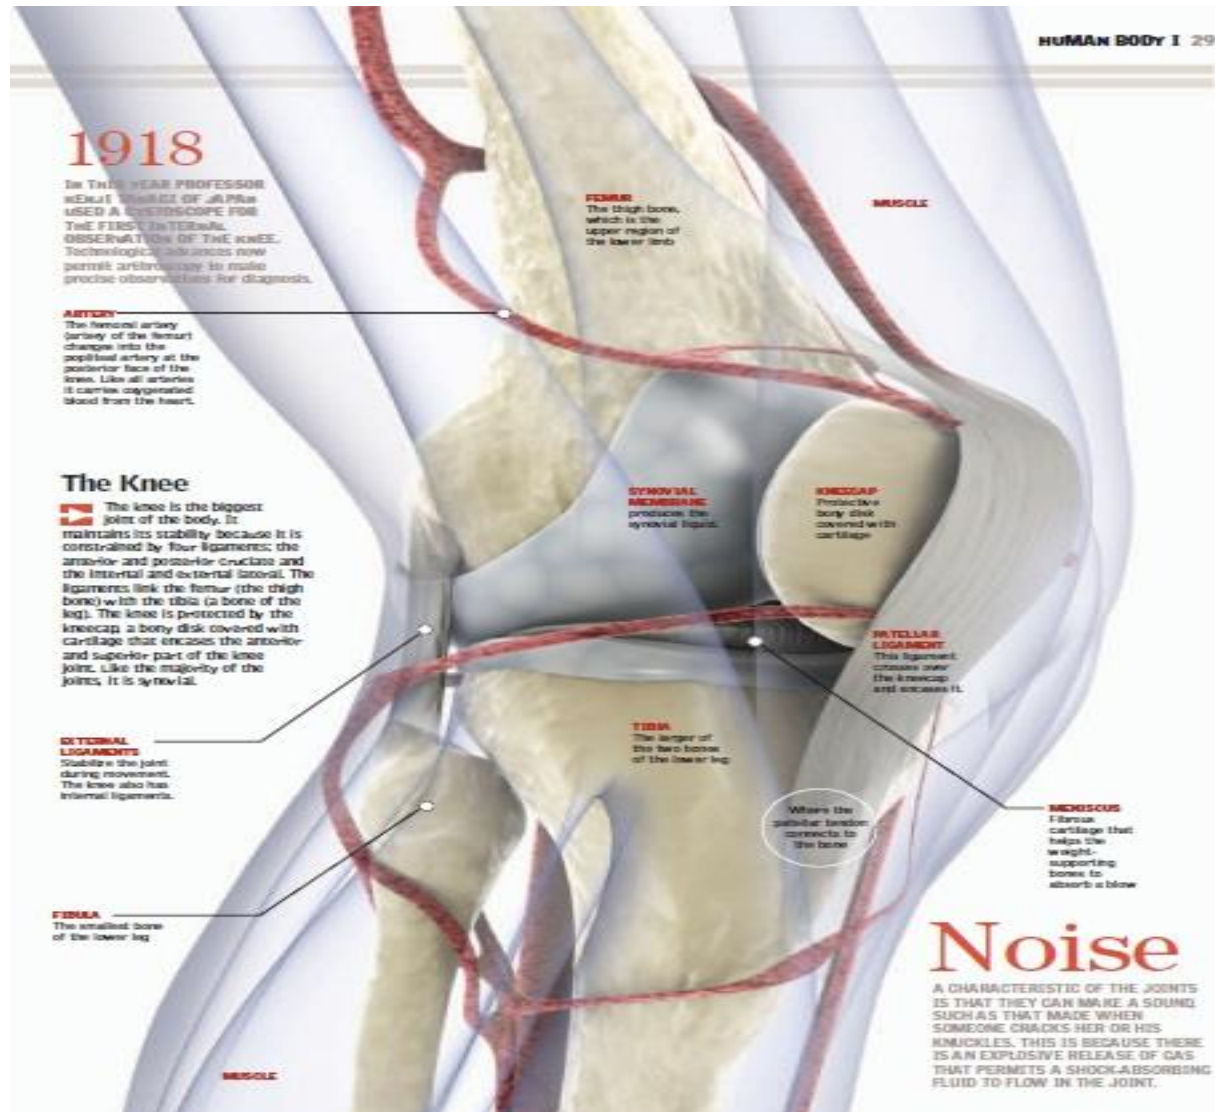 HUMAN BODY I 29
1918
IN THIS YEAR PROFESSOR
KENJI TAKAGI OF JAPAN
USED A CYSTOSCOPE FOR
THE FIRST INTERNAL
OBSERVATION OF THE KNEE.
Technological advances now
permit arthroscopy to make
precise observations for diagnosis.
FEMUR
The thigh bone,
which is the
upper region of
the lower limb
MUSCLE
ARTERY
The femoral artery
(artery of the femur)
changes into the
popliteal artery at the
posterior face of the
knee. Like all arteries
it carries oxygenated
blood from the heart.
The Knee
The knee is the biggest
joint of the body. It
maintains its stability because it is
constrained by four ligaments: the
anterior and posterior cruciate and
the internal and external lateral. The
ligaments link the femur (the thigh
bone) with the tibia (a bone of the
leg). The knee is protected by the
kneecap, a bony disk covered with
cartilage that encases the anterior
and superior part of the knee
joint. Like the majority of the
joints, it is synovial.
SYNOVIAL
MEMBRANE
produces the
synovial liquid.
KNEECAP
Protective
bony disk
covered with
cartilage
PATELLAR
LIGAMENT
This ligament
crosses over
the kneecap
and encases it.
EXTERNAL
LIGAMENTS
Stabilize the joint
during movement.
The knee also has
internal ligaments.
TIBIA
The larger of
the two bones
of the lower leg
Where the
patellar tendon
connects to
the bone
MENISCUS
Fibrous
cartilage that
helps the
weight-
supporting
bones to
absorb a blow
FIBULA
The smallest bone
of the lower leg
Noise
A CHARACTERISTIC OF THE JOINTS
IS THAT THEY CAN MAKE A SOUND,
SUCH AS THAT MADE WHEN
SOMEONE CRACKS HER OR HIS
KNUCKLES. THIS IS BECAUSE THERE
IS AN EXPLOSIVE RELEASE OF GAS
THAT PERMITS A SHOCK-ABSORBING
FLUID TO FLOW IN THE JOINT.
MUSCLE